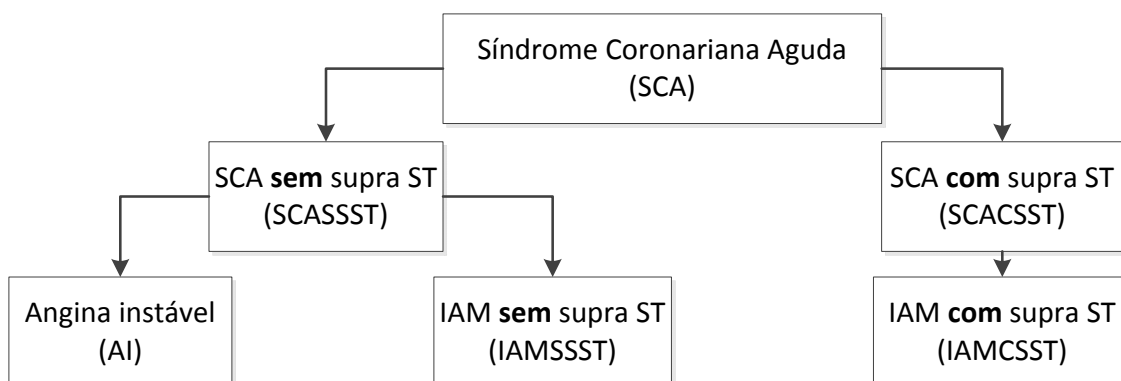 Síndrome Coronariana Aguda
(SCA)
SCA sem supra ST
(SCASSST)
SCA com supra ST
(SCACSST)
Angina instável
(AI)
IAM sem supra ST
(IAMSSST)
IAM com supra ST
(IAMCSST)